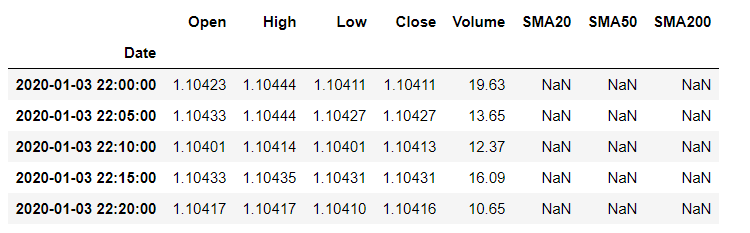 Open High Low Close Volume SMA20 SMA50 SMA200
Date
2020-01-03 22:00:00 1.10423 1.10444 1.10411 1.10411 19.63 NaN NaN NaN
2020-01-03 22:05:00 1.10433 1.10444 1.10427 1.10427 13.65 NaN NaN NaN
2020-01-03 22:10:00 1.10401 1.10414 1.10401 1.10413 12.37 NaN NaN NaN
2020-01-03 22:15:00 1.10433 1.10435 1.10431 1.10431 16.09 NaN NaN NaN
2020-01-03 22:20:00 1.10417 1.10417 1.10410 1.10416 10.65 NaN NaN NaN